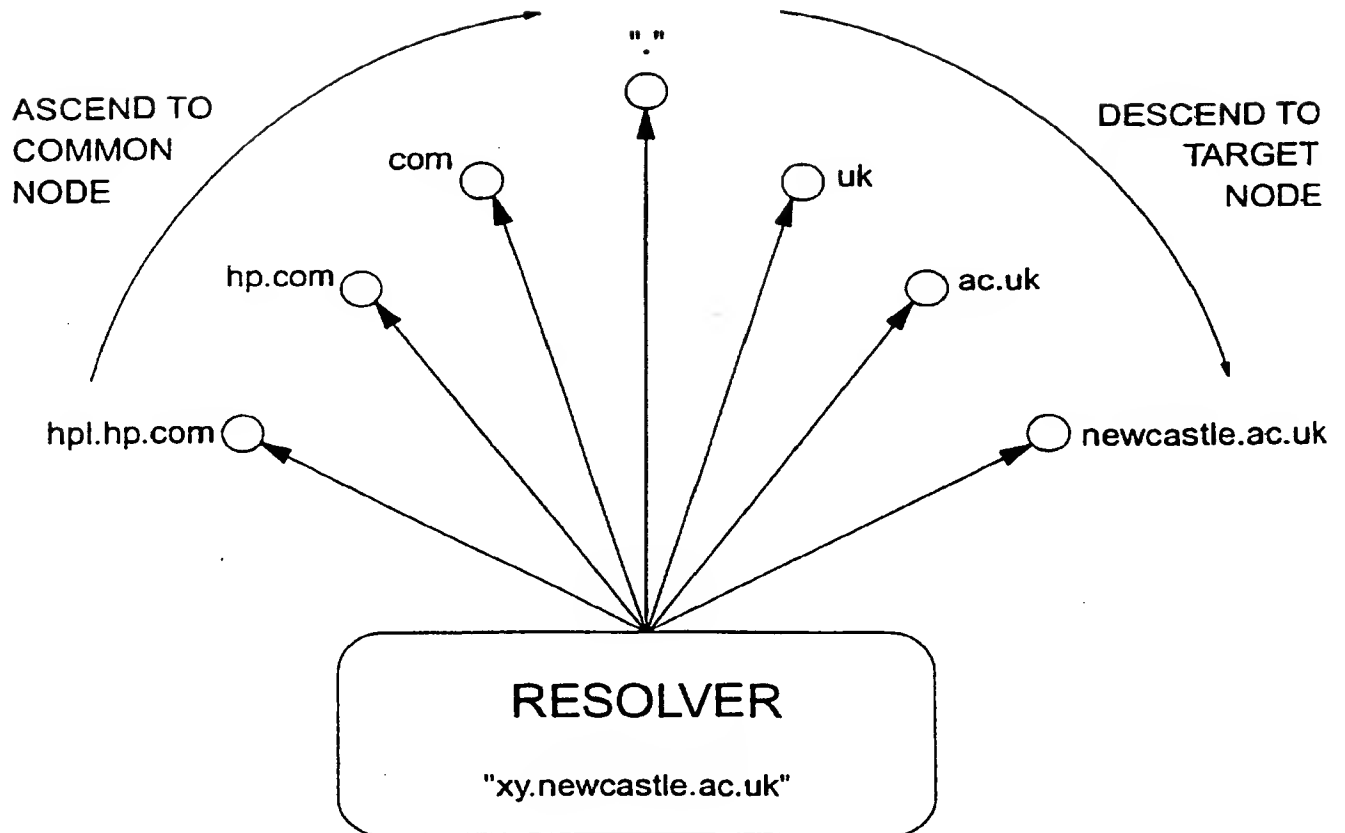 "."
ASCEND TO
COMMON
NODE
DESCEND TO
TARGET
NODE
com
uk
hp.com
ac.uk
hpl.hp.com
newcastle.ac.uk
RESOLVER
"xy.newcastle.ac.uk"